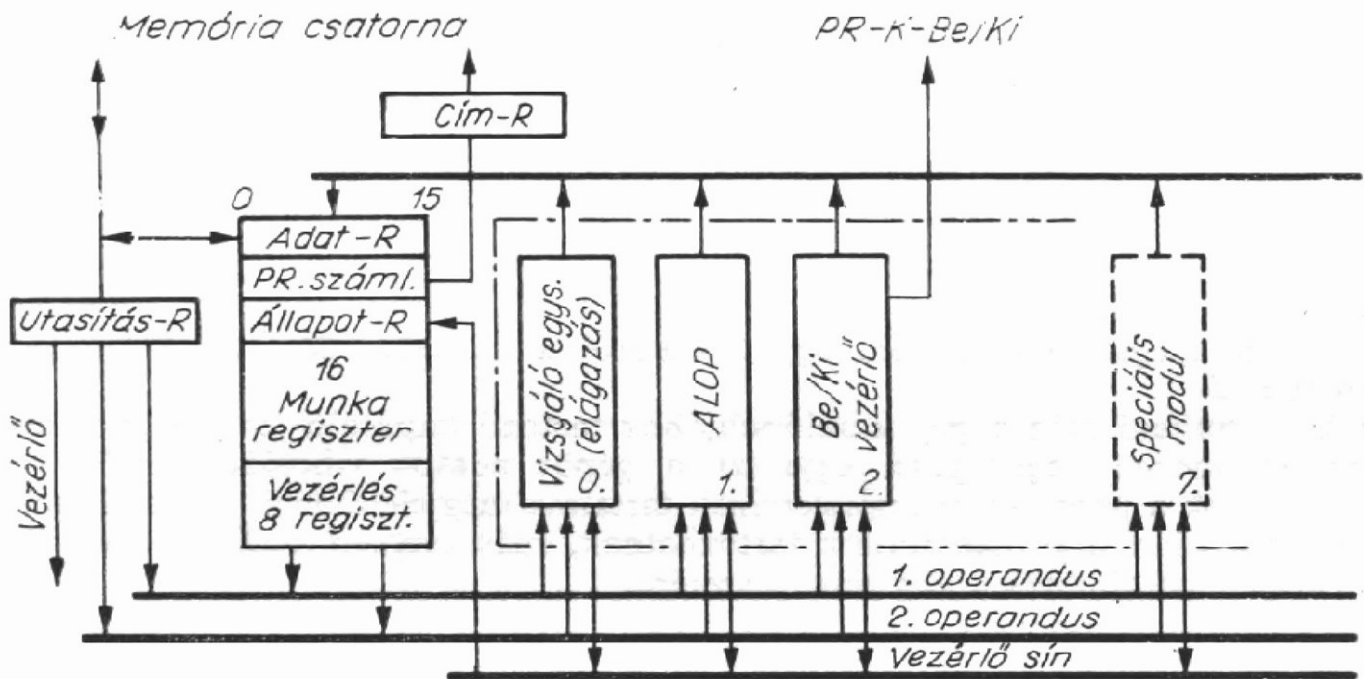 Memória csatorna
PR-K-Be/Ki
Cím-R
0
15
Adat-R
PR. száml.
Állapot-R
Utasítás-R
16
Munka
regiszter
Vezérlés
8 regiszt.
Vezérlő
Vizsgáló egys.
(elágazás)
0.
ALOP
1.
Be/Ki
vezérlő
2.
Speciális
modul
7.
1. operandus
2. operandus
Vezérlő sín